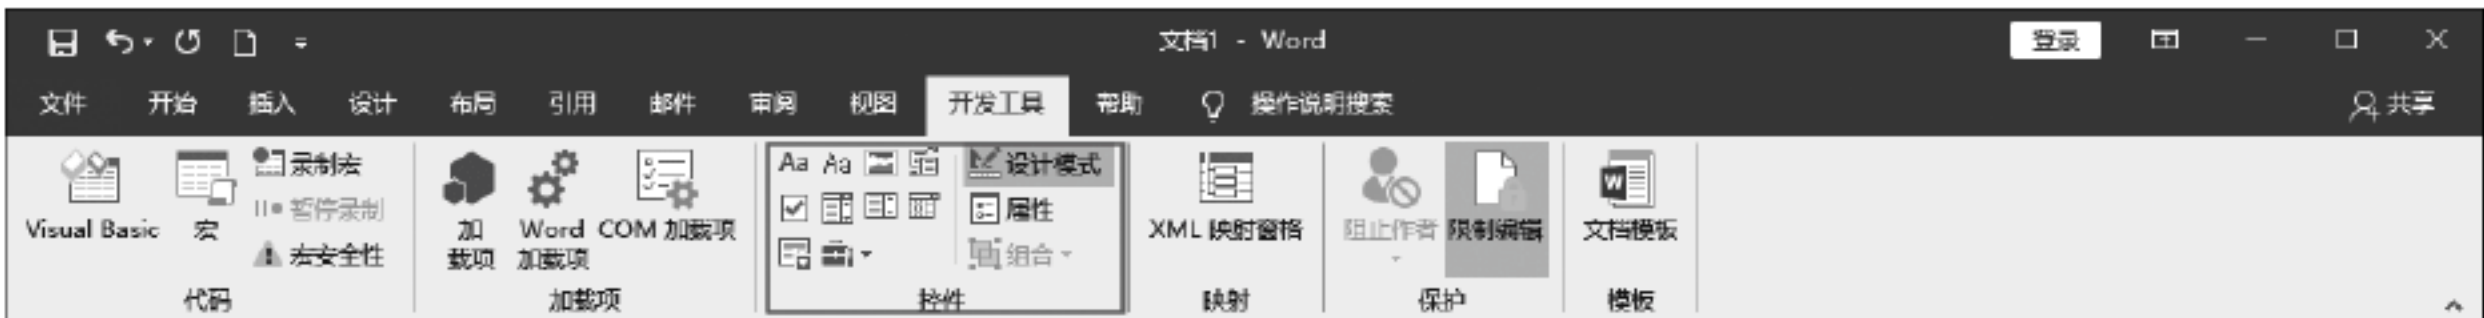 文档1 - Word 登录
文件 开始 插入 设计 布局 引用 邮件 审阅 视图 开发工具 帮助 操作说明搜索 共享
Visual Basic
宏
录制宏
暂停录制
宏安全性
代码
加
载项
Word
加载项
COM 加载项
加载项
Aa Aa
设计模式
属性
组合
控件
XML 映射窗格
映射
阻止作者
限制编辑
保护
W
文档模板
模板